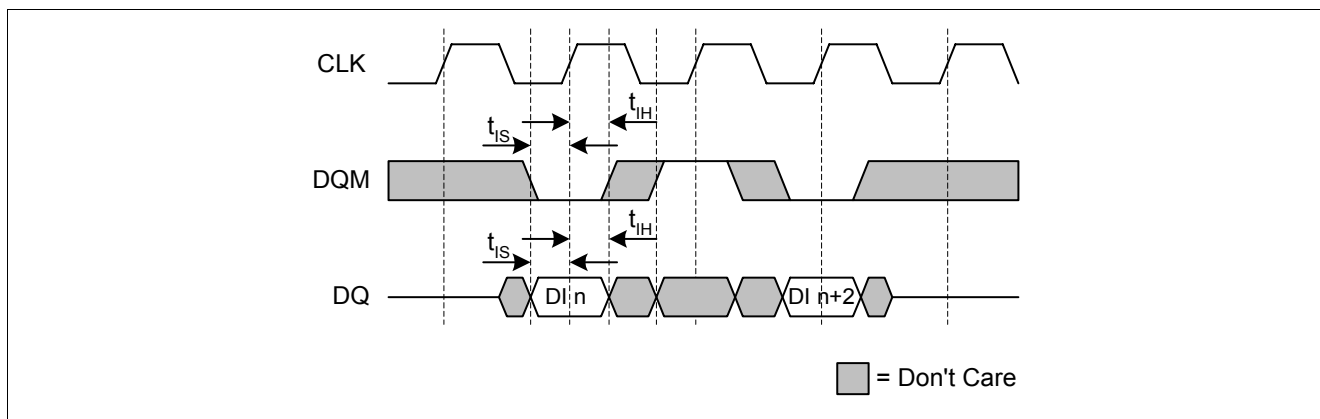 CLK
tIH
tIS
DQM
tIH
tIS
DQ
DI n
DI n+2
= Don't Care